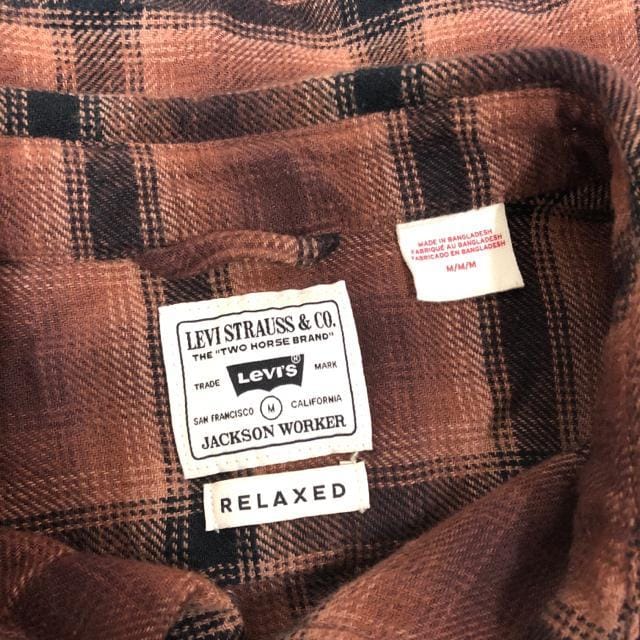 LEVI STRAUSS & CO.
THE "TWO HORSE BRAND"
TRADE Levi's® MARK
SAN FRANCISCO M CALIFORNIA
JACKSON WORKER
RELAXED
MADE IN BANGLADESH
FABRIQUÉ AU BANGLADESH
FABRICADO EN BANGLADESH
M/M/M